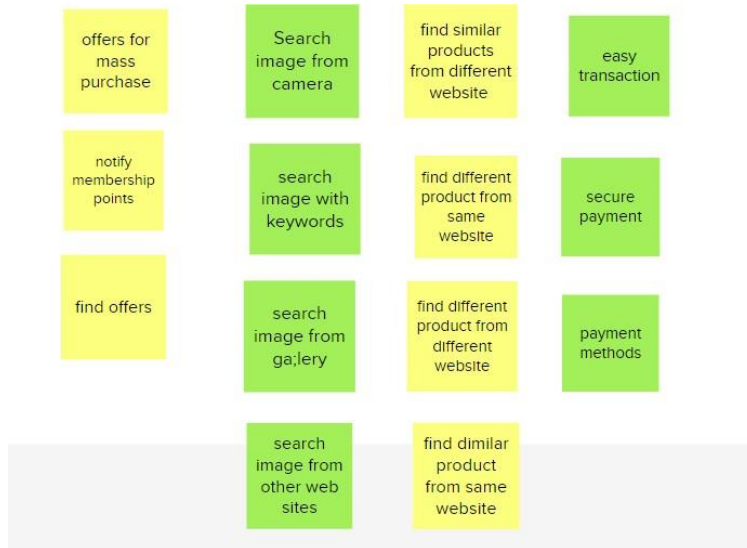 offers for
mass
purchase
notify
membership
points
find offers
Search
image from
camera
search
image with
keywords
search
image from
ga;lery
search
image from
other web
sites
find similar
products
from different
website
find different
product from
same
website
find different
product from
different
website
find dimilar
product
from same
website
easy
transaction
secure
payment
payment
methods